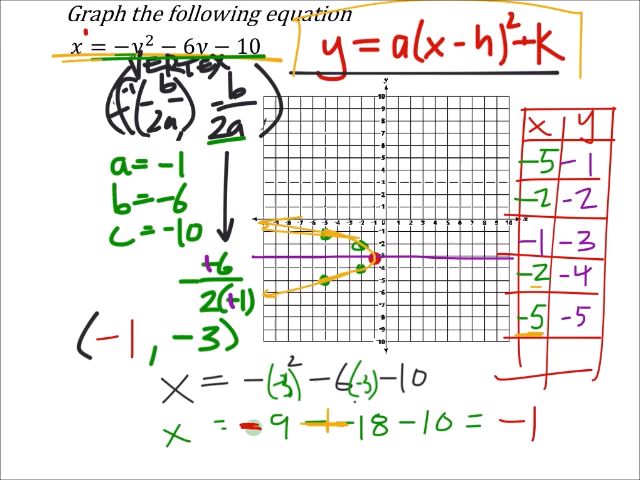 Graph the following equation
x = −y² − 6y − 10
y = a(x - h)² + k
VERTEX
-b/2a, -b/2a
a = -1
b = -6
c = -10
+6
2(+1)
(-1, -3)
x y
-5 -1
-2 -2
-1 -3
-2 -4
-5 -5
x = -(-3)² - 6(-3) - 10
x = - 9 + 18 - 10 = -1